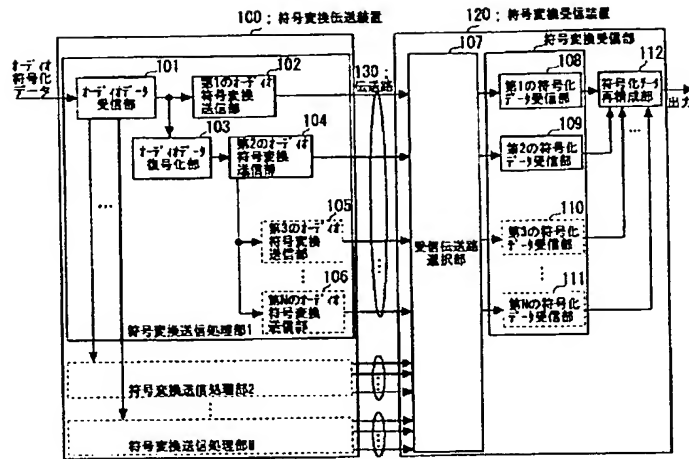 100：符号変換伝送装置
120：符号変換受信装置
オーディオ
符号化
データ
101
オーディオデータ
受信部
102
第1のオーディオ
符号変換
送信部
103
オーディオデータ
復号化部
104
第2のオーディオ
符号変換
送信部
105
第3のオーディオ
符号変換
送信部
106
第Nのオーディオ
符号変換
送信部
符号変換送信処理部1
符号変換送信処理部2
符号変換送信処理部M
130：
伝送路
107
受信伝送路
選択部
符号変換受信部
108
第1の符号化
データ受信部
109
第2の符号化
データ受信部
110
第3の符号化
データ受信部
111
第Nの符号化
データ受信部
112
符号化データ
再構成部
出力